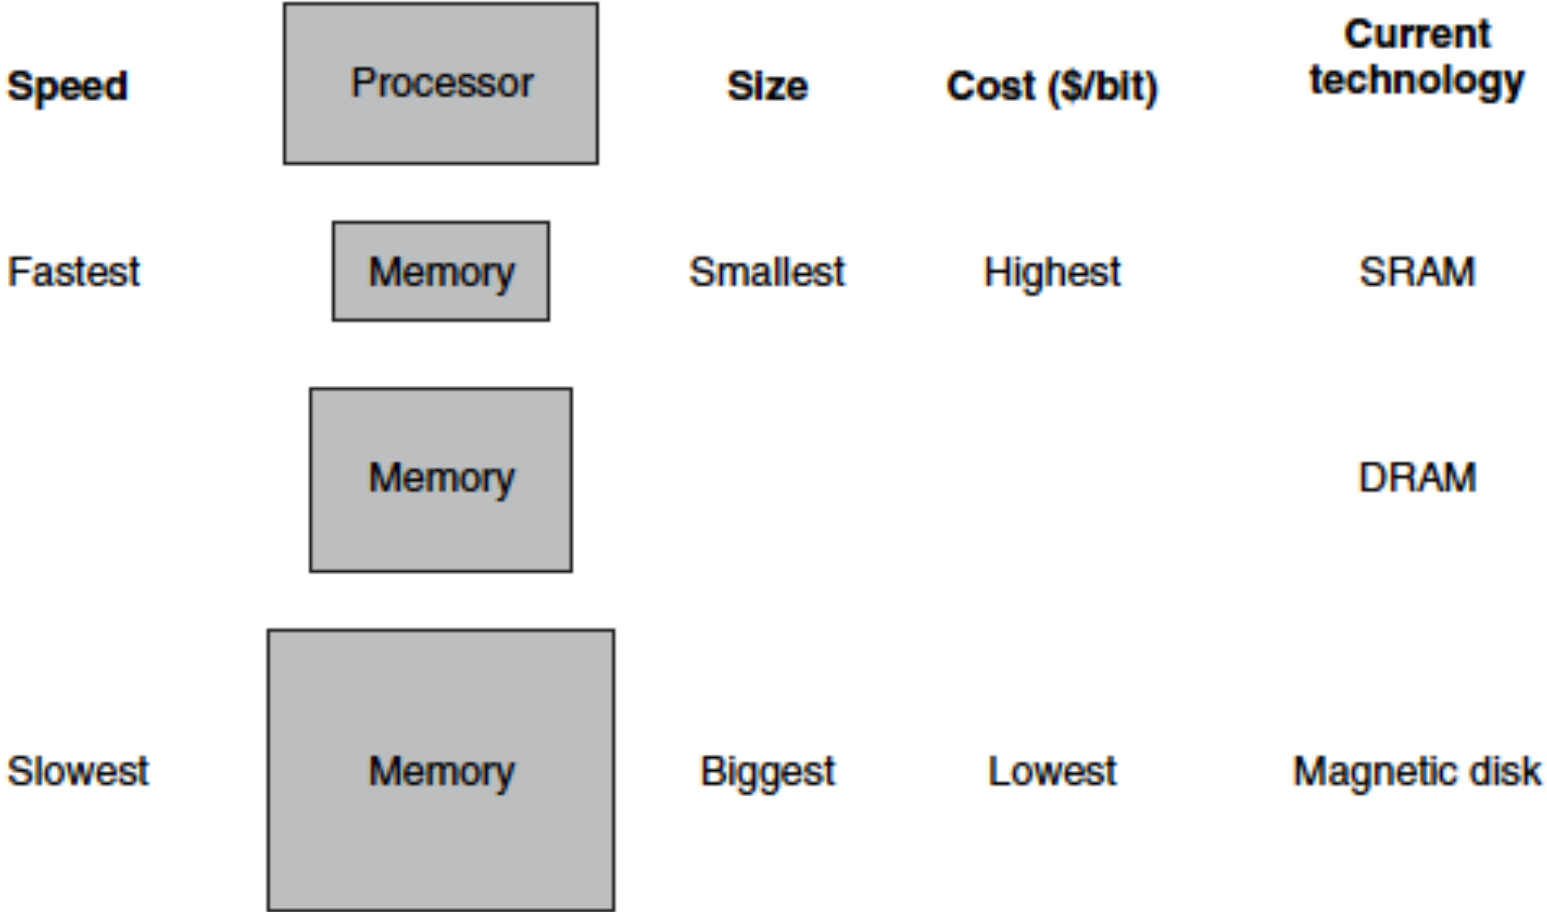 Speed Processor Size Cost ($/bit) Current technology
Fastest Memory Smallest Highest SRAM
Memory DRAM
Slowest Memory Biggest Lowest Magnetic disk